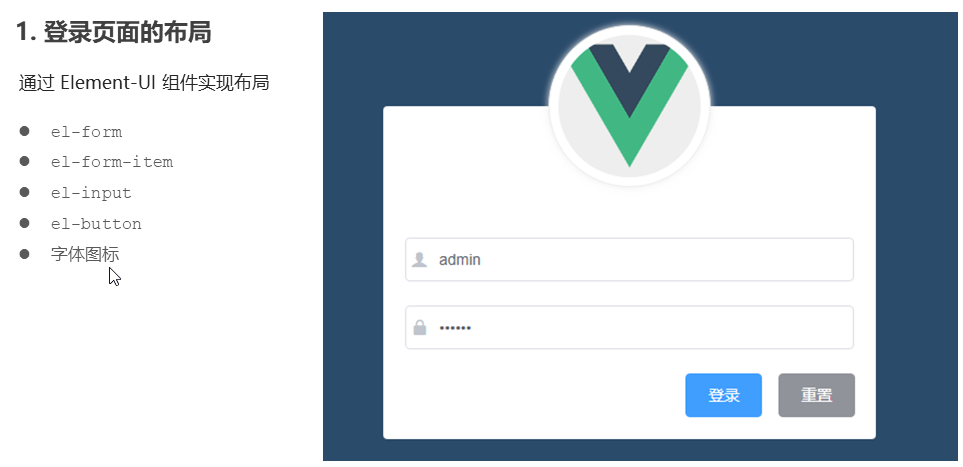 1. 登录页面的布局
通过 Element-UI 组件实现布局
● el-form
● el-form-item
● el-input
● el-button
● 字体图标
admin
••••••
登录 重置